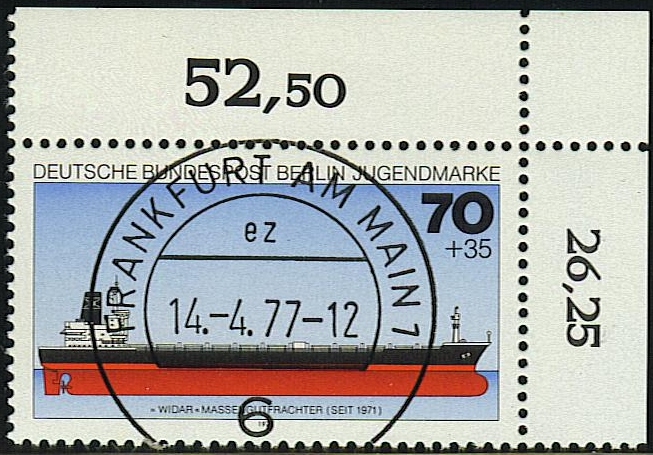 52,50
DEUTSCHE BUNDESPOST BERLIN JUGENDMARKE
70
+35
26,25
FRANKFURT AM MAIN 1
ez
14.-4.77-12
»WIDAR« MASSENGUTFRACHTER (SEIT 1971)
6